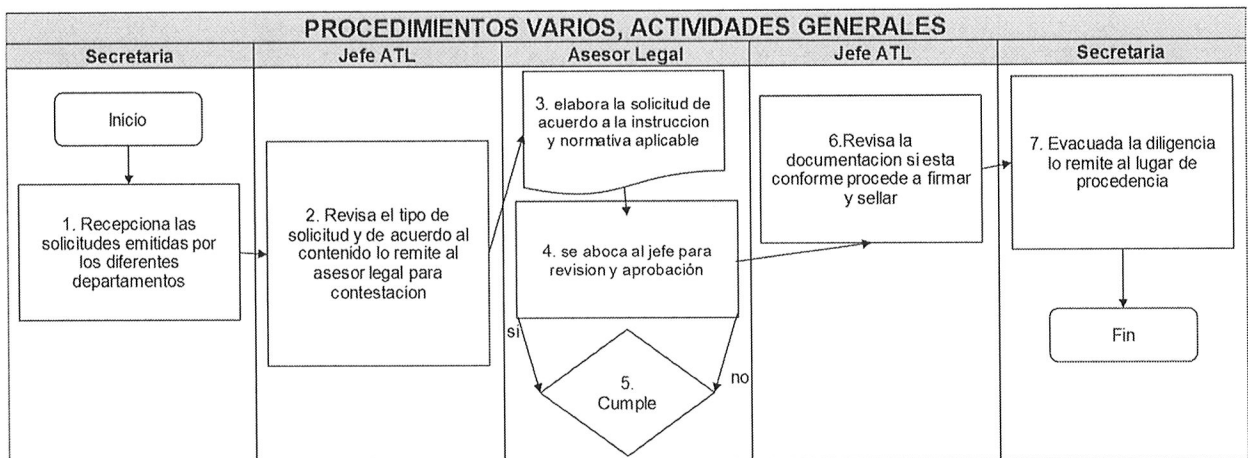 PROCEDIMIENTOS VARIOS, ACTIVIDADES GENERALES
Secretaria
Jefe ATL
Asesor Legal
Jefe ATL
Secretaria
Inicio
1. Recepciona las
solicitudes emitidas por
los diferentes
departamentos
2. Revisa el tipo de
solicitud y de acuerdo al
contenido lo remite al
asesor legal para
contestacion
3. elabora la solicitud de
acuerdo a la instruccion
y normativa aplicable
4. se aboca al jefe para
revision y aprobación
si
no
5.
Cumple
6.Revisa la
documentacion si esta
conforme procede a firmar
y sellar
7. Evacuada la diligencia
lo remite al lugar de
procedencia
Fin